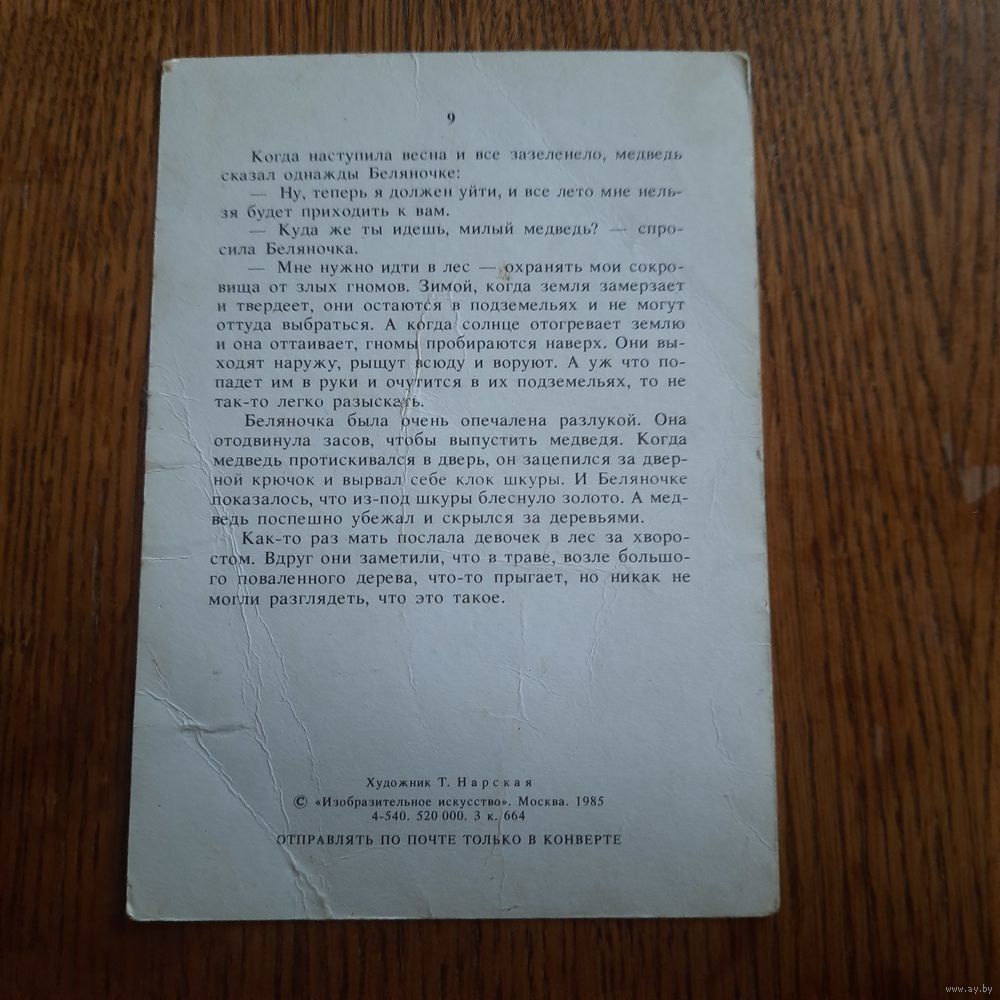 9
Когда наступила весна и все зазеленело, медведь
сказал однажды Беляночке:
— Ну, теперь я должен уйти, и все лето мне нель-
зя будет приходить к вам.
— Куда же ты идешь, милый медведь? — спро-
сила Беляночка.
— Мне нужно идти в лес — охранять мои сокро-
вища от злых гномов. Зимой, когда земля замерзает
и твердеет, они остаются в подземельях и не могут
оттуда выбраться. А когда солнце отогревает землю
и она оттаивает, гномы пробираются наверх. Они вы-
ходят наружу, рыщут всюду и воруют. А уж что по-
падет им в руки и очутится в их подземельях, то не
так-то легко разыскать.
Беляночка была очень опечалена разлукой. Она
отодвинула засов, чтобы выпустить медведя. Когда
медведь протискивался в дверь, он зацепился за двер-
ной крючок и вырвал себе клок шкуры. И Беляночке
показалось, что из-под шкуры блеснуло золото. А мед-
ведь поспешно убежал и скрылся за деревьями.
Как-то раз мать послала девочек в лес за хворо-
стом. Вдруг они заметили, что в траве, возле большо-
го поваленного дерева, что-то прыгает, но никак не
могли разглядеть, что это такое.
Художник Т. Нарская
© «Изобразительное искусство». Москва. 1985
4-540. 520 000. 3 к. 664
ОТПРАВЛЯТЬ ПО ПОЧТЕ ТОЛЬКО В КОНВЕРТЕ
www.ay.by